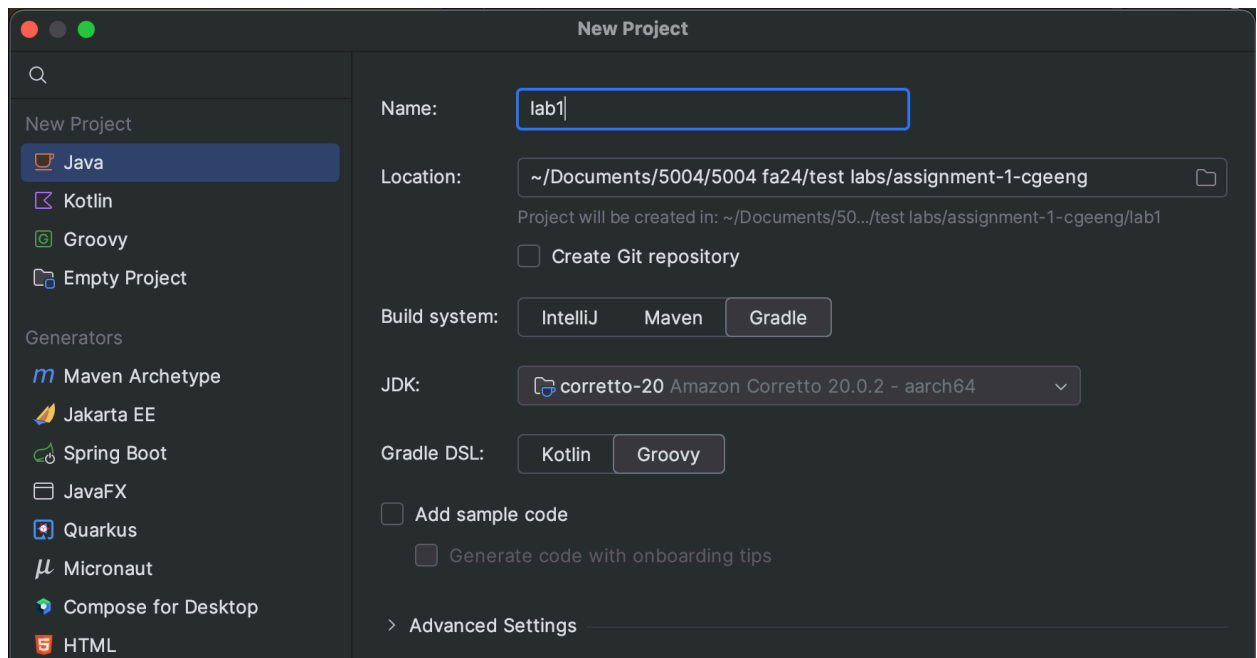 New Project
New Project
Java
Kotlin
Groovy
Empty Project
Generators
Maven Archetype
Jakarta EE
Spring Boot
JavaFX
Quarkus
Micronaut
Compose for Desktop
HTML
Name: lab1
Location: ~/Documents/5004/5004 fa24/test labs/assignment-1-cgeeng
Project will be created in: ~/Documents/50.../test labs/assignment-1-cgeeng/lab1
Create Git repository
Build system: IntelliJ Maven Gradle
JDK: corretto-20 Amazon Corretto 20.0.2 - aarch64
Gradle DSL: Kotlin Groovy
Add sample code
Generate code with onboarding tips
Advanced Settings